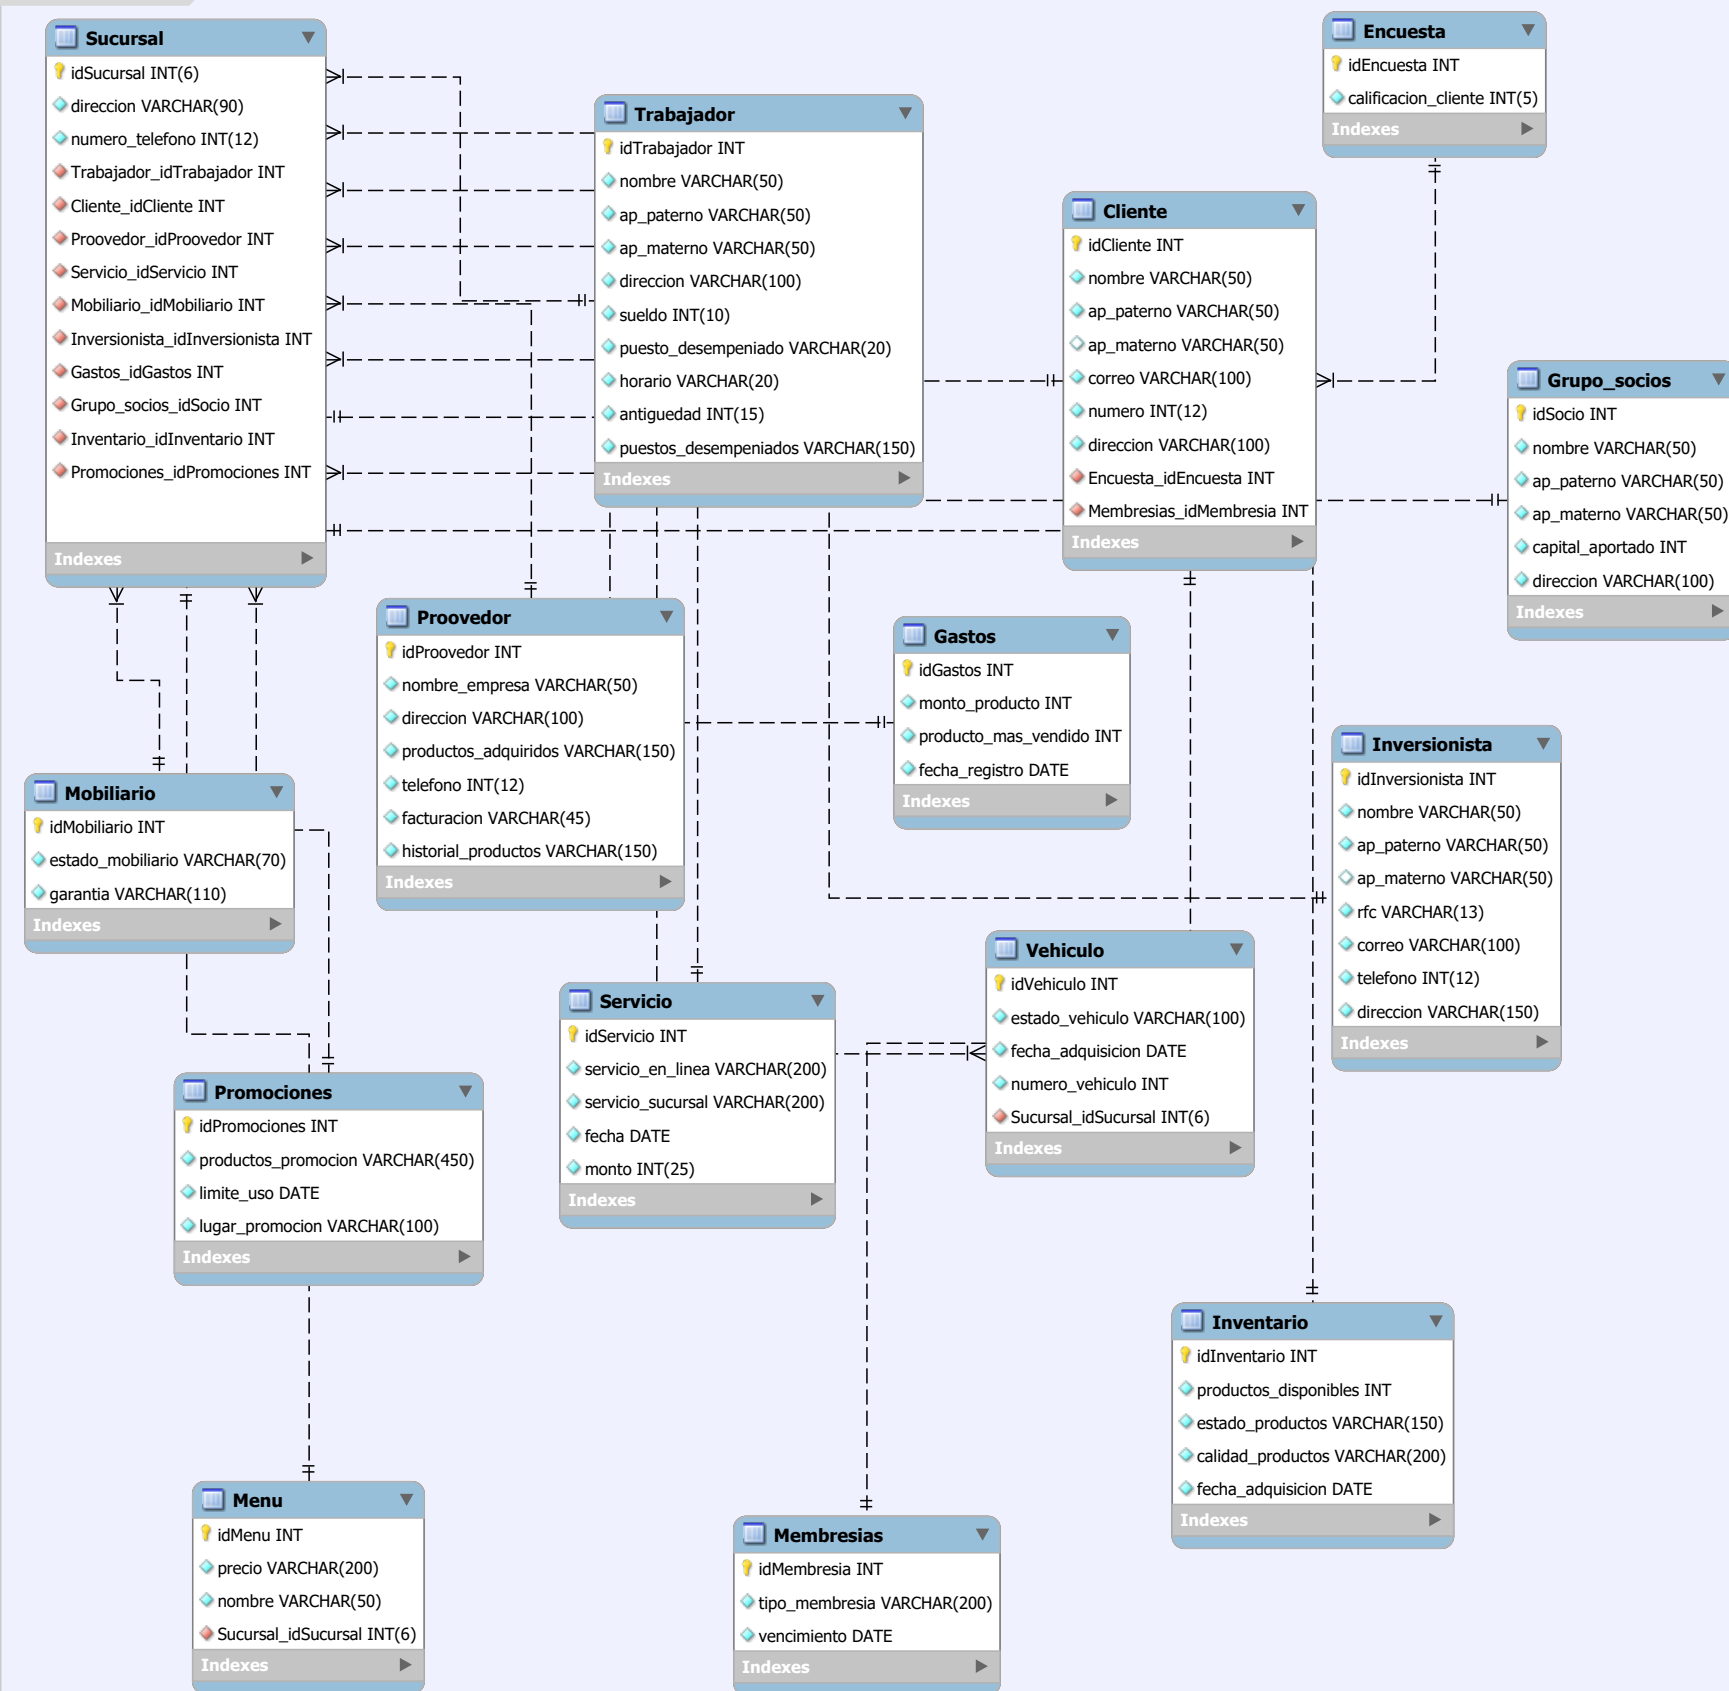 Sucursal
idSucursal INT(6)
direccion VARCHAR(90)
numero_telefono INT(12)
Trabajador_idTrabajador INT
Cliente_idCliente INT
Proovedor_idProovedor INT
Servicio_idServicio INT
Mobiliario_idMobiliario INT
Inversionista_idInversionista INT
Gastos_idGastos INT
Grupo_socios_idSocio INT
Inventario_idInventario INT
Promociones_idPromociones INT
Indexes
Trabajador
idTrabajador INT
nombre VARCHAR(50)
ap_paterno VARCHAR(50)
ap_materno VARCHAR(50)
direccion VARCHAR(100)
sueldo INT(10)
puesto_desempeniado VARCHAR(20)
horario VARCHAR(20)
antiguedad INT(15)
puestos_desempeniados VARCHAR(150)
Indexes
Encuesta
idEncuesta INT
calificacion_cliente INT(5)
Indexes
Cliente
idCliente INT
nombre VARCHAR(50)
ap_paterno VARCHAR(50)
ap_materno VARCHAR(50)
correo VARCHAR(100)
numero INT(12)
direccion VARCHAR(100)
Encuesta_idEncuesta INT
Membresias_idMembresia INT
Indexes
Grupo_socios
idSocio INT
nombre VARCHAR(50)
ap_paterno VARCHAR(50)
ap_materno VARCHAR(50)
capital_aportado INT
direccion VARCHAR(100)
Indexes
Proovedor
idProovedor INT
nombre_empresa VARCHAR(50)
direccion VARCHAR(100)
productos_adquiridos VARCHAR(150)
telefono INT(12)
facturacion VARCHAR(45)
historial_productos VARCHAR(150)
Indexes
Gastos
idGastos INT
monto_producto INT
producto_mas_vendido INT
fecha_registro DATE
Indexes
Inversionista
idInversionista INT
nombre VARCHAR(50)
ap_paterno VARCHAR(50)
ap_materno VARCHAR(50)
rfc VARCHAR(13)
correo VARCHAR(100)
telefono INT(12)
direccion VARCHAR(150)
Indexes
Mobiliario
idMobiliario INT
estado_mobiliario VARCHAR(70)
garantia VARCHAR(110)
Indexes
Vehiculo
idVehiculo INT
estado_vehiculo VARCHAR(100)
fecha_adquisicion DATE
numero_vehiculo INT
Sucursal_idSucursal INT(6)
Indexes
Servicio
idServicio INT
servicio_en_linea VARCHAR(200)
servicio_sucursal VARCHAR(200)
fecha DATE
monto INT(25)
Indexes
Promociones
idPromociones INT
productos_promocion VARCHAR(450)
limite_uso DATE
lugar_promocion VARCHAR(100)
Indexes
Inventario
idInventario INT
productos_disponibles INT
estado_productos VARCHAR(150)
calidad_productos VARCHAR(200)
fecha_adquisicion DATE
Indexes
Menu
idMenu INT
precio VARCHAR(200)
nombre VARCHAR(50)
Sucursal_idSucursal INT(6)
Indexes
Membresias
idMembresia INT
tipo_membresia VARCHAR(200)
vencimiento DATE
Indexes